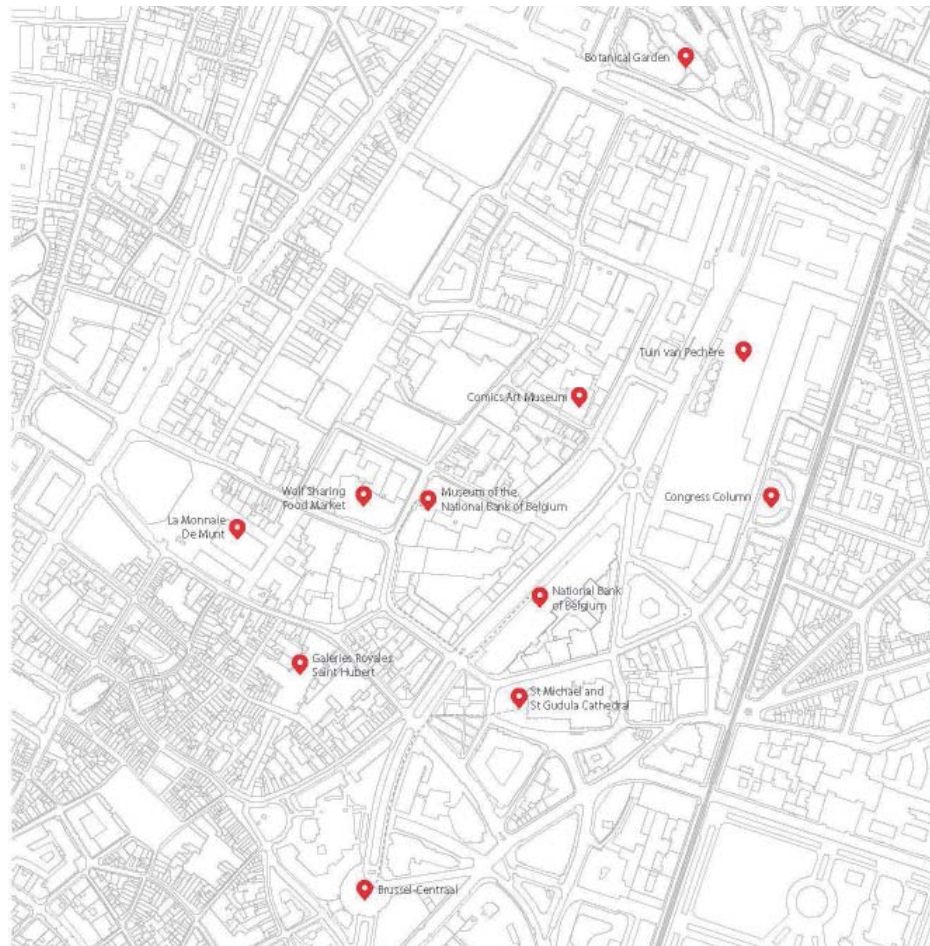 Botanical Garden
Tuin van Pechère
Comics Art Museum
Wolf Sharing
Food Market
Museum of the
National Bank of Belgium
Congress Column
La Monnaie
De Munt
National Bank
of Belgium
Galeries Royales
Saint Hubert
St Michael and
St Gudula Cathedral
Brussel-Centraal